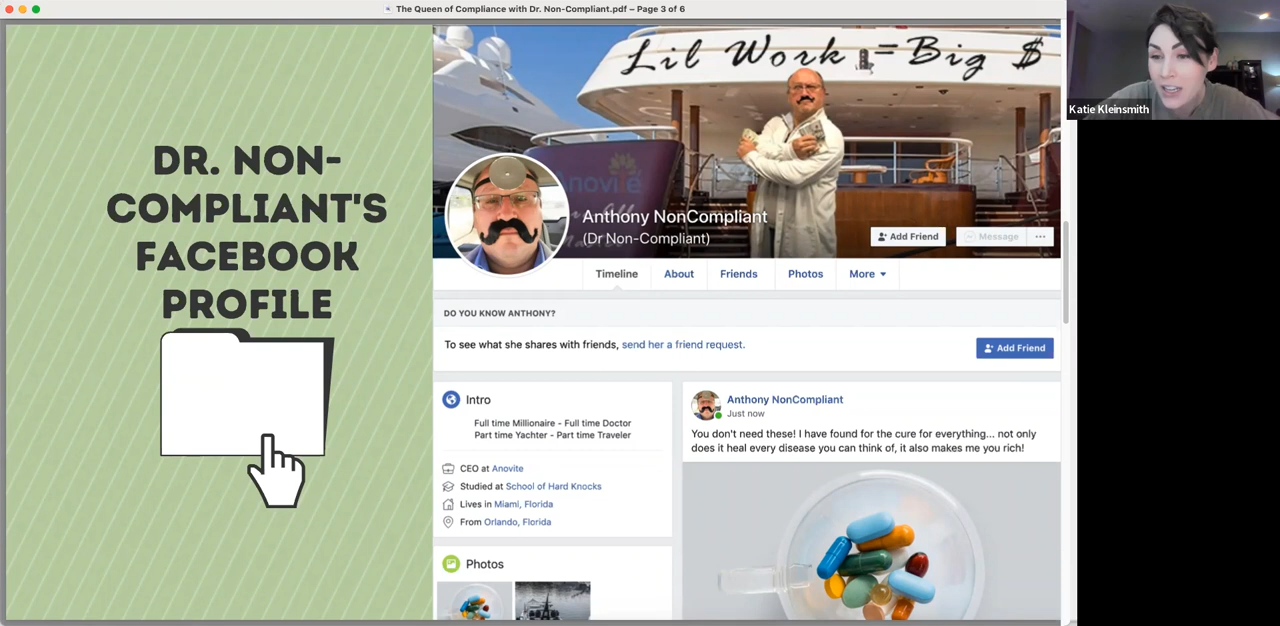 The Queen of Compliance with Dr. Non-Compliant.pdf – Page 3 of 6
DR. NON-
COMPLIANT'S
FACEBOOK
PROFILE
Lil Work = Big $
Anthony NonCompliant
(Dr Non-Compliant)
Add Friend
Message
Timeline
About
Friends
Photos
More
DO YOU KNOW ANTHONY?
To see what she shares with friends, send her a friend request.
Add Friend
Intro
Full time Millionaire - Full time Doctor
Part time Yachter - Part time Traveler
CEO at Anovite
Studied at School of Hard Knocks
Lives in Miami, Florida
From Orlando, Florida
Photos
Anthony NonCompliant
Just now
You don't need these! I have found for the cure for everything... not only
does it heal every disease you can think of, it also makes me you rich!
Katie Kleinsmith